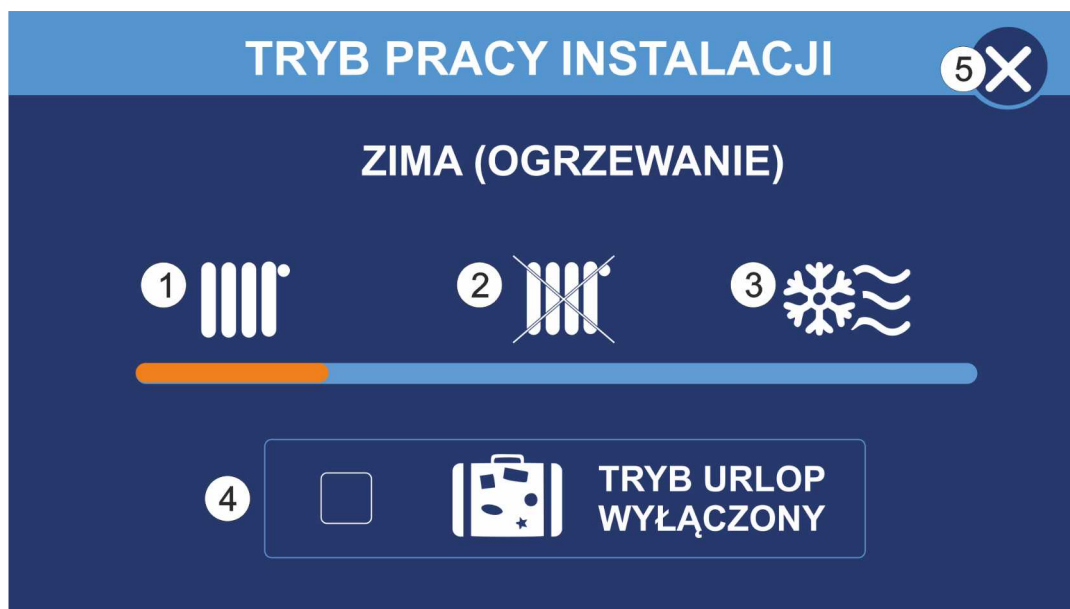 TRYB PRACY INSTALACJI
5
ZIMA (OGRZEWANIE)
1
2
3
4
TRYB URLOP
WYŁĄCZONY